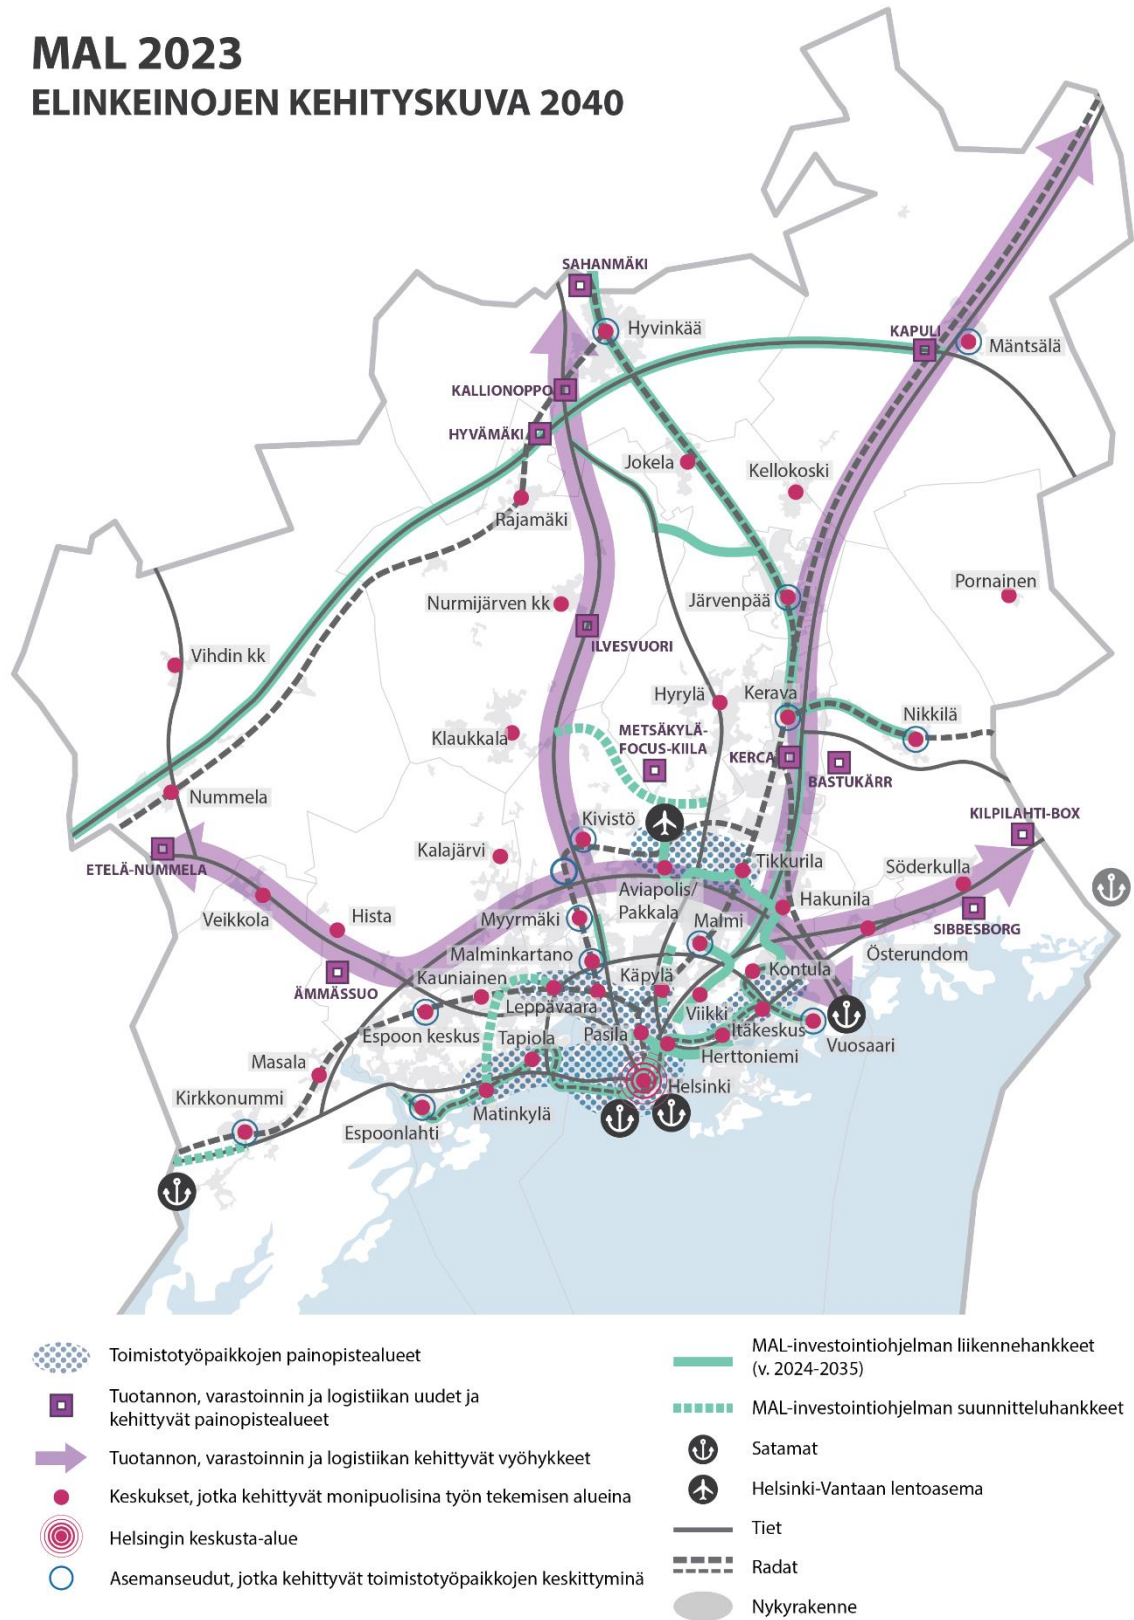 MAL 2023
ELINKEINOJEN KEHITYSKUVA 2040
SAHANMÄKI
Hyvinkää
KAPULI
Mäntsälä
KALLIONOPPO
HYVÄMÄKI
Jokela
Kellokoski
Rajamäki
Pornainen
Nurmijärven kk
Järvenpää
ILVESVUORI
Vihdin kk
Hyrylä
Kerava
Nikkilä
Klaukkala
METSÄKYLÄ-
FOCUS-KIILA
KERCA
BASTUKÄRR
Nummela
KILPILAHTI-BOX
Kivistö
ETELÄ-NUMMELA
Kalajärvi
Tikkurila
Söderkulla
Aviapolis/
Pakkala
Veikkola
Hista
Hakunila
Myyrmäki
Malmi
SIBBESBORG
Malminkartano
Österundom
Kauniainen
Käpylä
Kontula
ÄMMÄSSUO
Leppävaara
Viikki
Itäkeskus
Espoon keskus
Tapiola
Pasila
Vuosaari
Masala
Herttoniemi
Kirkkonummi
Matinkylä
Helsinki
Espoonlahti
Toimistotyöpaikkojen painopistealueet
Tuotannon, varastoinnin ja logistiikan uudet ja
kehittyvät painopistealueet
Tuotannon, varastoinnin ja logistiikan kehittyvät vyöhykkeet
Keskukset, jotka kehittyvät monipuolisina työn tekemisen alueina
Helsingin keskusta-alue
Asemanseudut, jotka kehittyvät toimistotyöpaikkojen keskittyminä
MAL-investointiohjelman liikennehankkeet
(v. 2024-2035)
MAL-investointiohjelman suunnitteluhankkeet
Satamat
Helsinki-Vantaan lentoasema
Tiet
Radat
Nykyrakenne